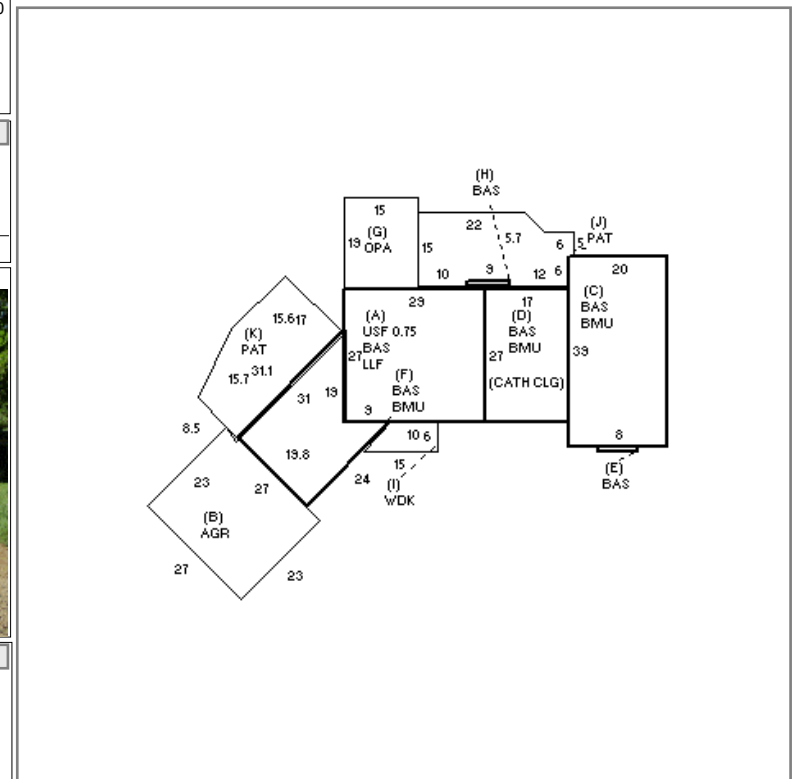 (H)
BAS
15
22
(J)
PAT
(G)
OPA
19
15
5.7
6
5
10
9
12
6
20
29
17
(C)
BAS
BMU
(A)
USF 0.75
BAS
LLF
(D)
BAS
BMU
15.617
(K)
PAT
27
27
39
31.1
15.7
(F)
BAS
BMU
(CATH CLG)
31
19
9
8.5
10
6
8
19.8
15
(E)
BAS
23
27
24
(I)
WDK
(B)
AGR
27
23